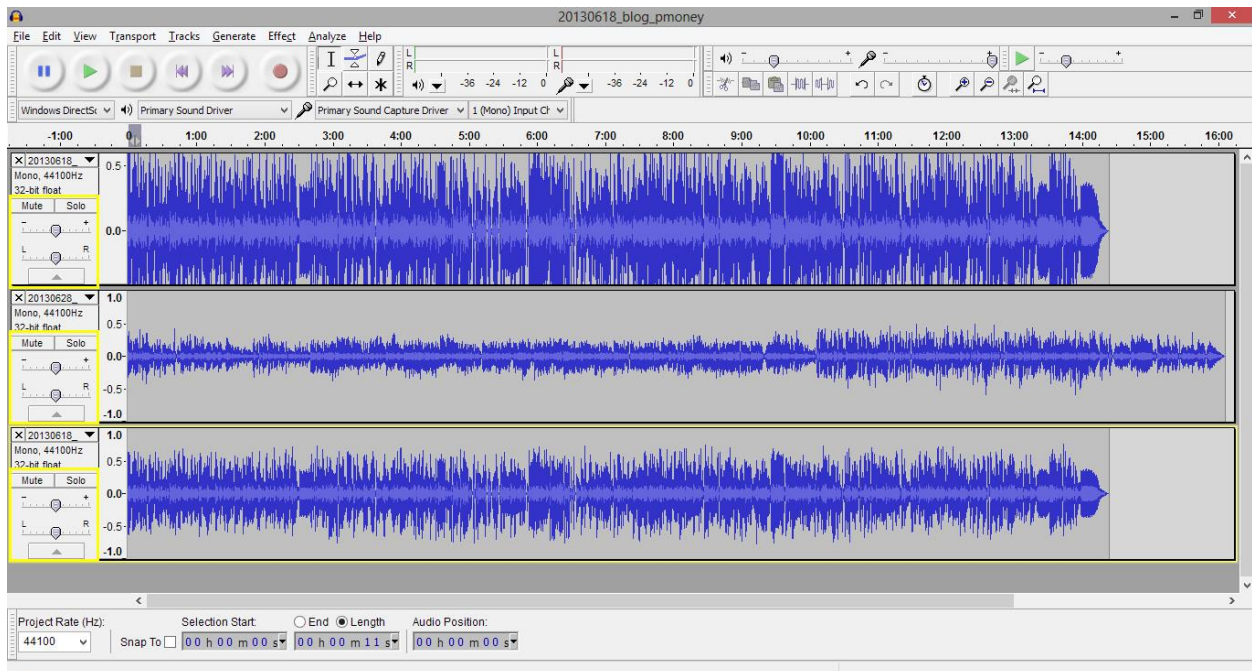 20130618_blog_pmoney
File Edit View Transport Tracks Generate Effect Analyze Help
L
R
L
R
-36 -24 -12 0
-36 -24 -12 0
Windows DirectSo
Primary Sound Driver
Primary Sound Capture Driver
1 (Mono) Input Ch
-1:00 0 1:00 2:00 3:00 4:00 5:00 6:00 7:00 8:00 9:00 10:00 11:00 12:00 13:00 14:00 15:00 16:00
20130618_
Mono, 44100Hz
32-bit float
Mute Solo
- +
L R
0.5
0.0
20130628_
Mono, 44100Hz
32-bit float
Mute Solo
- +
L R
1.0
0.5
0.0
-0.5
-1.0
20130618_
Mono, 44100Hz
32-bit float
Mute Solo
- +
L R
1.0
0.5
0.0
-0.5
-1.0
Project Rate (Hz): Selection Start: End Length Audio Position:
44100 Snap To 00 h 00 m 00 s 00 h 00 m 11 s 00 h 00 m 00 s